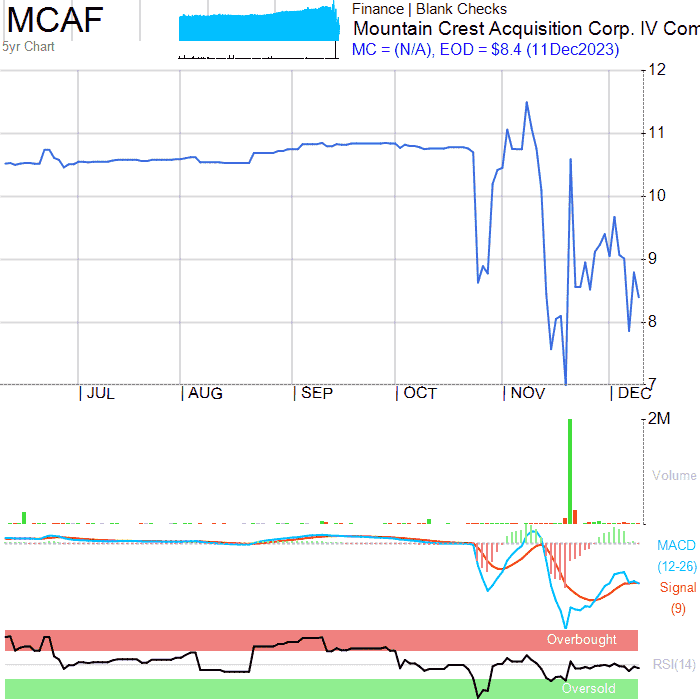 MCAF
5yr Chart
Finance | Blank Checks
Mountain Crest Acquisition Corp. IV Com
MC = (N/A), EOD = $8.4 (11Dec2023)
12
11
10
9
8
7
JUL AUG SEP OCT NOV DEC
2M
Volume
MACD
(12-26)
Signal
(9)
Overbought
RSI(14)
Oversold